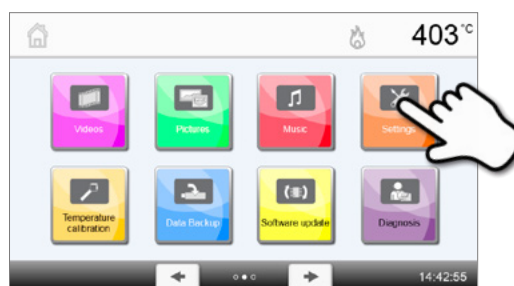 403 °C
Videos
Pictures
Music
Settings
Temperature
calibration
Data Backup
Software update
Diagnosis
14:42:55